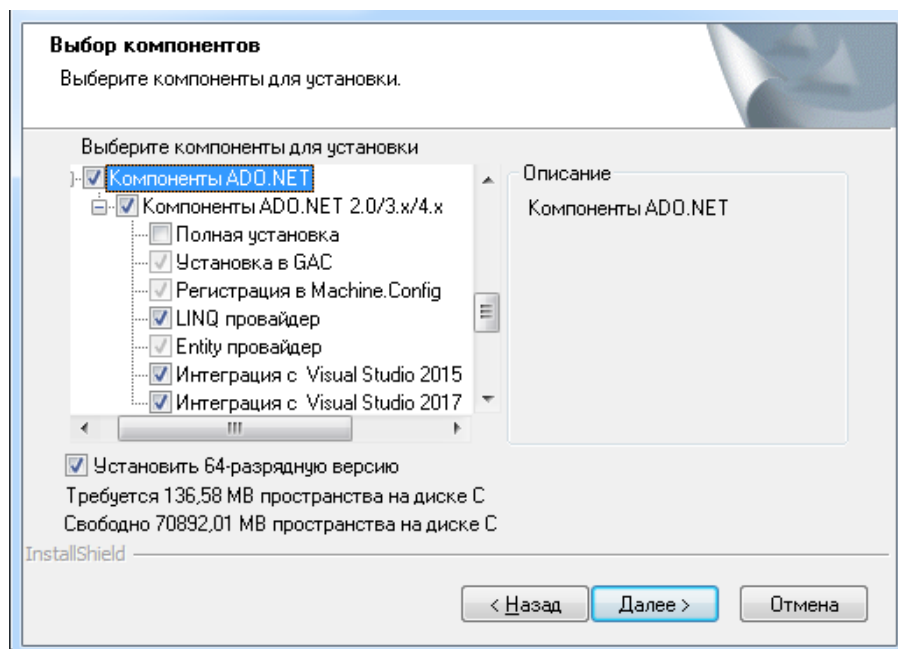 Выбор компонентов
Выберите компоненты для установки.
Выберите компоненты для установки
Компоненты ADO.NET
Компоненты ADO.NET 2.0/3.x/4.x
Полная установка
Установка в GAC
Регистрация в Machine.Config
LINQ провайдер
Entity провайдер
Интеграция с Visual Studio 2015
Интеграция с Visual Studio 2017
Описание
Компоненты ADO.NET
Установить 64-разрядную версию
Требуется 136,58 MB пространства на диске C
Свободно 70892,01 MB пространства на диске C
InstallShield
< Назад
Далее >
Отмена